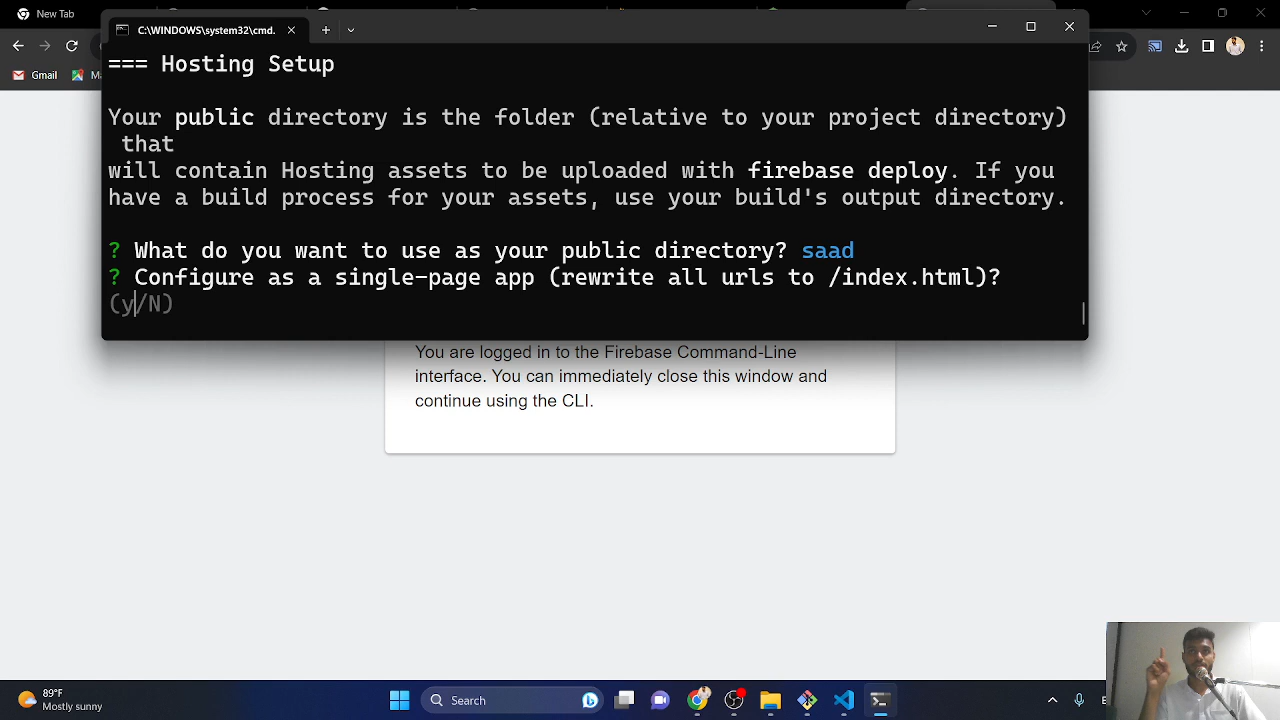 New Tab
C:\WINDOWS\system32\cmd.
Gmail
=== Hosting Setup
Your public directory is the folder (relative to your project directory)
that
will contain Hosting assets to be uploaded with firebase deploy. If you
have a build process for your assets, use your build's output directory.
? What do you want to use as your public directory? saad
? Configure as a single-page app (rewrite all urls to /index.html)?
(y/N)
You are logged in to the Firebase Command-Line
interface. You can immediately close this window and
continue using the CLI.
89°F
Mostly sunny
Search